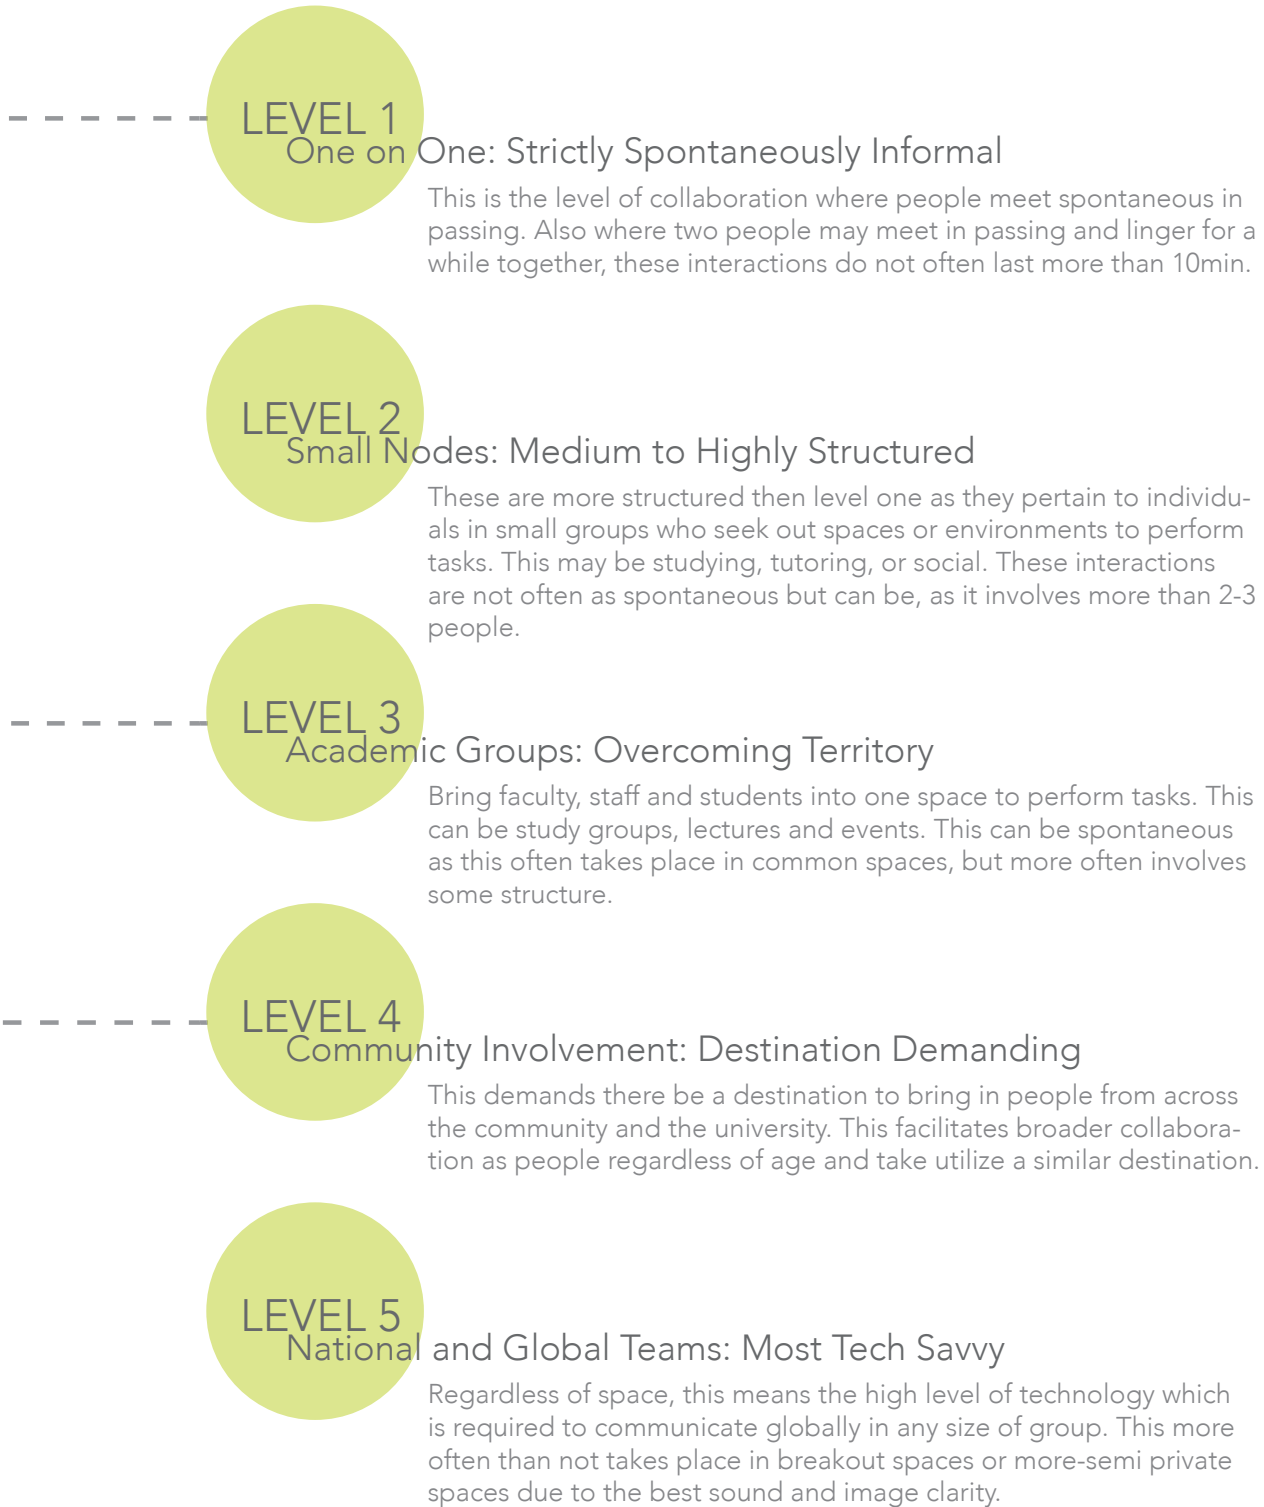 LEVEL 1
One on One: Strictly Spontaneously Informal
This is the level of collaboration where people meet spontaneous in
passing. Also where two people may meet in passing and linger for a
while together, these interactions do not often last more than 10min.
LEVEL 2
Small Nodes: Medium to Highly Structured
These are more structured then level one as they pertain to individu-
als in small groups who seek out spaces or environments to perform
tasks. This may be studying, tutoring, or social. These interactions
are not often as spontaneous but can be, as it involves more than 2-3
people.
LEVEL 3
Academic Groups: Overcoming Territory
Bring faculty, staff and students into one space to perform tasks. This
can be study groups, lectures and events. This can be spontaneous
as this often takes place in common spaces, but more often involves
some structure.
LEVEL 4
Community Involvement: Destination Demanding
This demands there be a destination to bring in people from across
the community and the university. This facilitates broader collabora-
tion as people regardless of age and take utilize a similar destination.
LEVEL 5
National and Global Teams: Most Tech Savvy
Regardless of space, this means the high level of technology which
is required to communicate globally in any size of group. This more
often than not takes place in breakout spaces or more-semi private
spaces due to the best sound and image clarity.